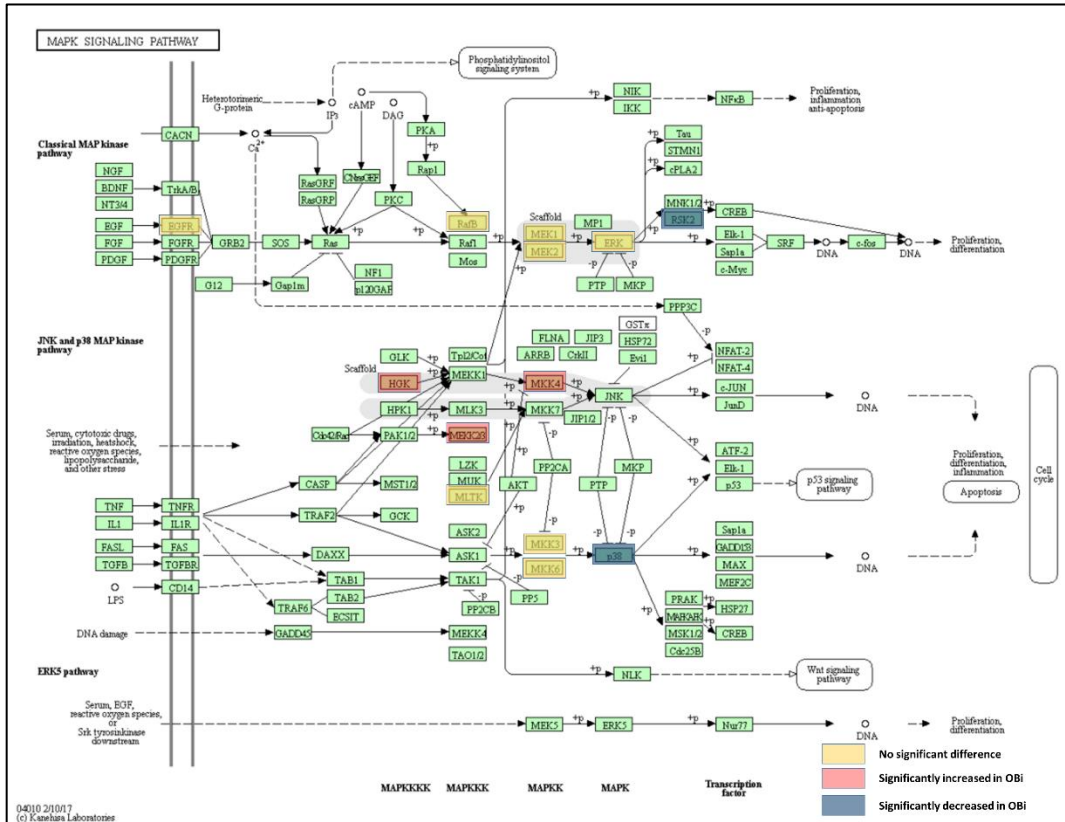 MAPK SIGNALING PATHWAY
Phosphatidylinositol
signaling system
Heterotorimeric
G-protein
IP3
cAMP
DAG
Ca2+
CACN
PKA
+p
Rap1
NIK
IKK
+p
NFκB
Proliferation,
inflammation
anti-apoptosis
Classical MAP kinase
pathway
NGF
BDNF
NT3/4
EGF
FGF
PDGF
TrkA/B
EGFR
FGFR
PDGFR
GRB2
SOS
RasGRF
RasGRP
CNasGEF
PKC
Ras
G12
Gap1m
NF1
p120GAP
+p
+p
RafB
Raf1
Mos
+p
Scaffold
MEK1
MEK2
MP1
+p
ERK
-p
-p
PTP
MKP
+p
Tau
STMN1
cPLA2
+p
+p
+p
MNK1/2
RSK2
+p
CREB
Elk-1
Sap1a
c-Myc
SRF
DNA
c-fos
DNA
Proliferation,
differentiation
PPP3C
-p
JNK and p38 MAP kinase
pathway
Scaffold
GLK
HGK
HPK1
+p
+p
+p
Tpl2/Cot
MEKK1
MLK3
+p
+p
FLNA
JIP3
ARRB
CrkII
GSTπ
HSP72
Evi1
MKK4
MKK7
+p
+p
JNK
JIP1/2
+p
+p
NFAT-2
NFAT-4
c-JUN
JunD
DNA
Serum, cytotoxic drugs,
irradiation, heatshock,
reactive oxygen species,
lipopolysaccharide,
and other stress
Cdc42/Rac
PAK1/2
+p
MEKK2/3
LZK
MUK
MLTK
-p
PP2CA
AKT
-p
-p
-p
PTP
MKP
-p
-p
+p
ATF-2
Elk-1
p53
p53 signaling
pathway
Proliferation,
differentiation,
inflammation
Apoptosis
Cell
cycle
TNF
IL1
FASL
TGFB
LPS
TNFR
IL1R
FAS
TGFBR
CD14
CASP
TRAF2
DAXX
MST1/2
GCK
ASK2
ASK1
TAK1
TAB1
TAB2
ECSIT
TRAF6
MKK3
MKK6
+p
+p
p38
-p
-p
PP5
PP2CB
+p
+p
Sap1a
GADD153
MAX
MEF2C
DNA
PRAK
MAPKAPK
MSK1/2
Cdc25B
+p
+p
HSP27
CREB
DNA damage
GADD45
MEKK4
TAO1/2
+p
NLK
Wnt signaling
pathway
ERK5 pathway
Serum, EGF,
reactive oxygen species,
or
Srk tyrosinkinase
downstream
MEK5
+p
ERK5
+p
Nur77
DNA
Proliferation,
differentiation
MAPKKKK
MAPKKK
MAPKK
MAPK
Transcription
factor
No significant difference
Significantly increased in OBi
Significantly decreased in OBi
04010 2/10/17
(c) Kanehisa Laboratories